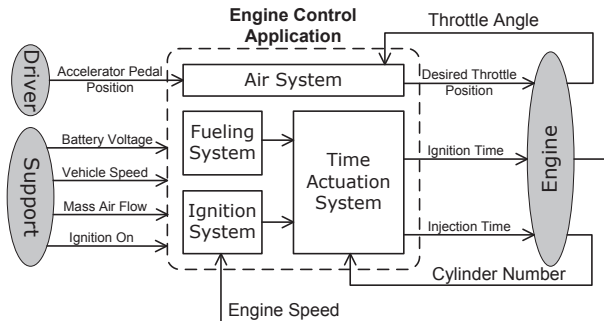 Engine Control
Application
Throttle Angle
Driver
Accelerator Pedal
Position
Air System
Desired Throttle
Position
Support
Battery Voltage
Vehicle Speed
Mass Air Flow
Ignition On
Fueling
System
Ignition
System
Time
Actuation
System
Ignition Time
Injection Time
Engine
Cylinder Number
Engine Speed